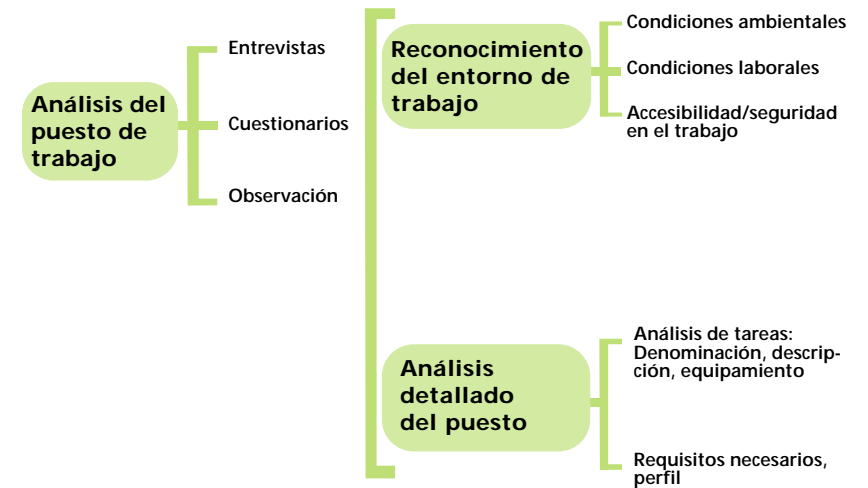 Análisis del
puesto de
trabajo
Entrevistas
Cuestionarios
Observación
Reconocimiento
del entorno de
trabajo
Condiciones ambientales
Condiciones laborales
Accesibilidad/seguridad
en el trabajo
Análisis
detallado
del puesto
Análisis de tareas:
Denominación, descrip-
ción, equipamiento
Requisitos necesarios,
perfil